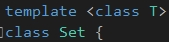 template <class T>
class Set {